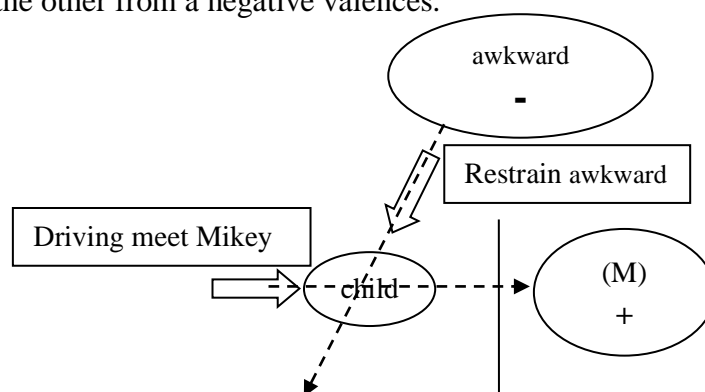 the other from a negative valences.
awkward
-
Restrain awkward
Driving meet Mikey
child
(M)
+